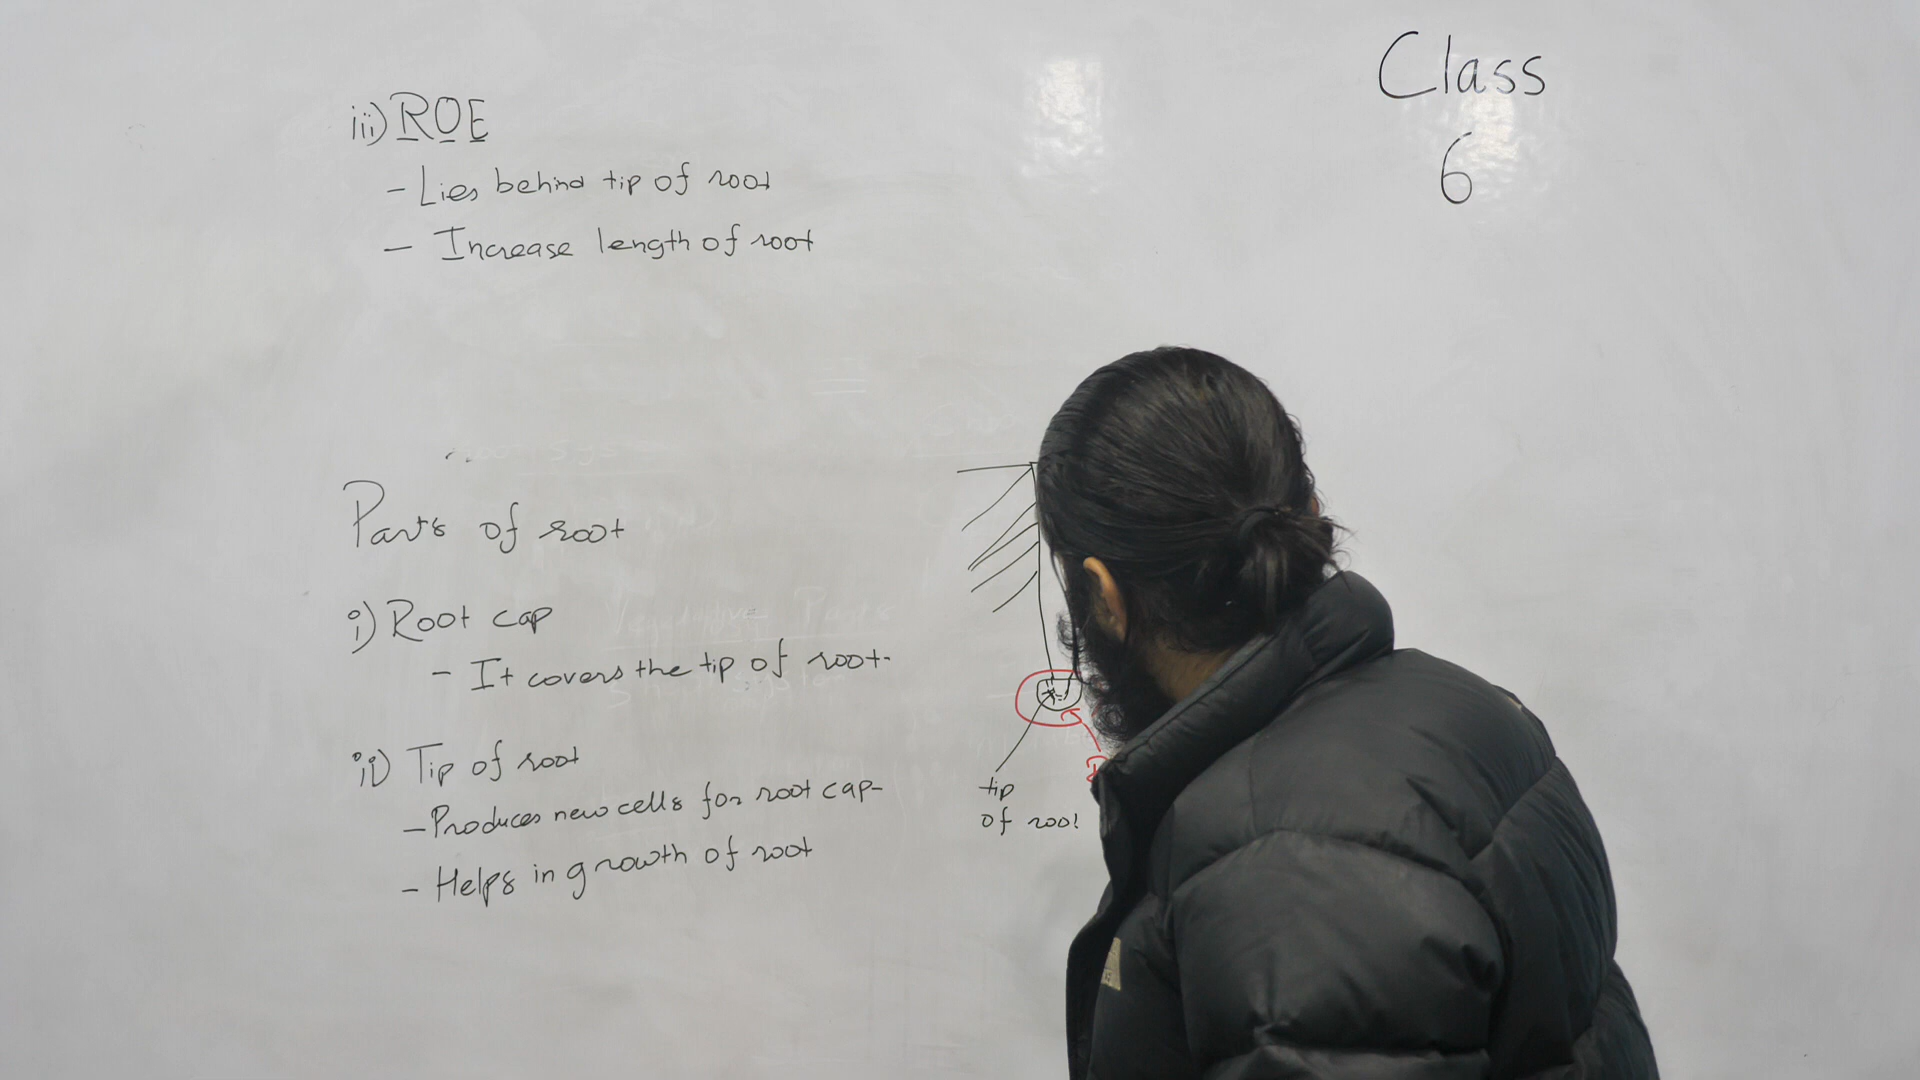 Class
6
iii) ROE
- Lies behind tip of root
- Increase length of root
Parts of root
i) Root cap
- It covers the tip of root.
ii) Tip of root
- Produces new cells for root cap-
- Helps in growth of root
tip
of root